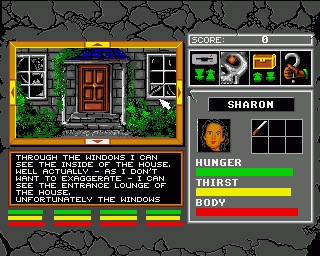 SCORE: 0
SHARON
HUNGER
THIRST
BODY
THROUGH THE WINDOWS I CAN
SEE THE INSIDE OF THE HOUSE.
WELL ACTUALLY - AS I DON'T
WANT TO EXAGGERATE - I CAN
SEE THE ENTRANCE LOUNGE OF
THE HOUSE.
UNFORTUNATELY THE WINDOWS